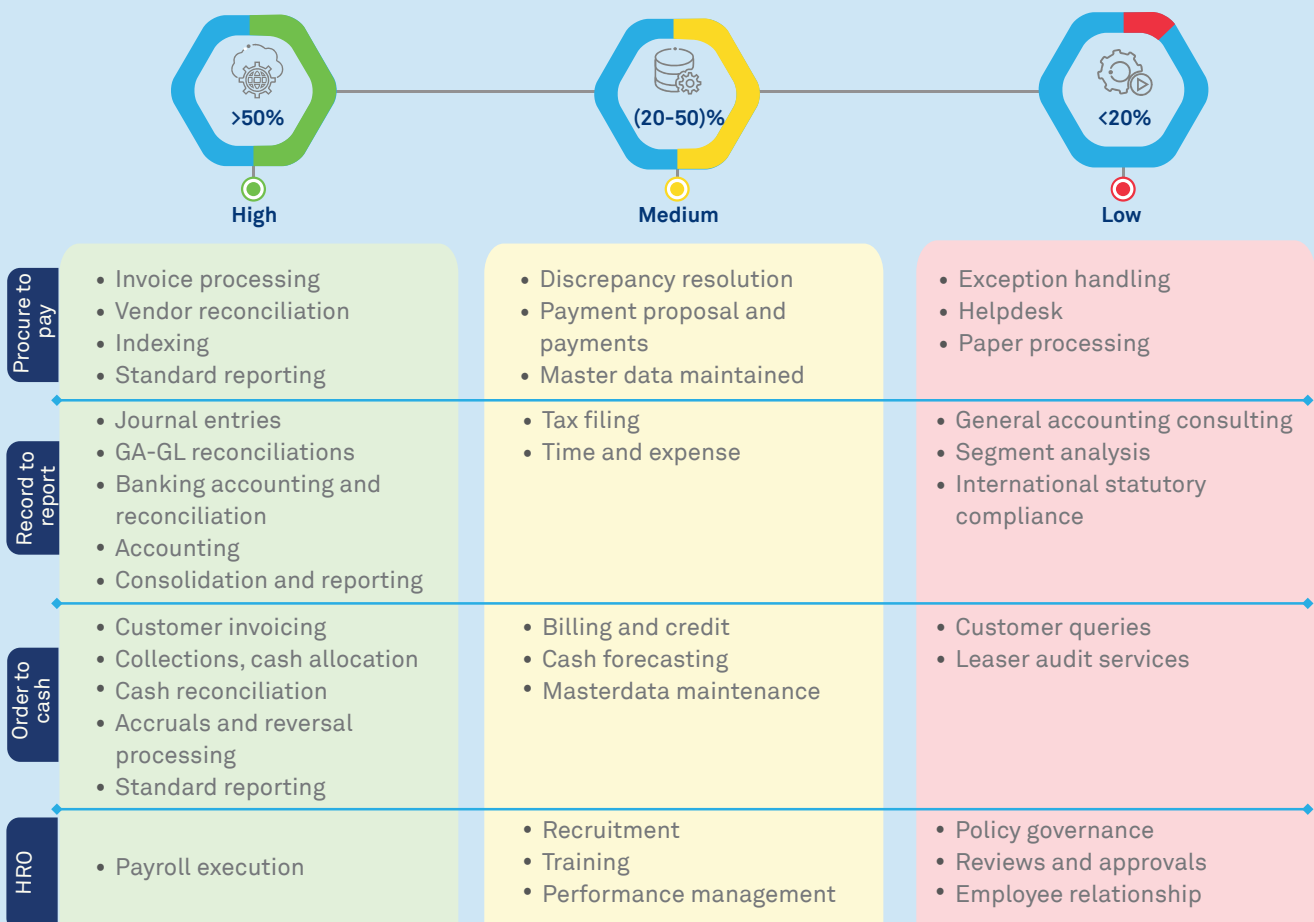 >50%
(20-50)%
<20%
High
Medium
Low
Procure to
pay
• Invoice processing
• Vendor reconciliation
• Indexing
• Standard reporting
• Discrepancy resolution
• Payment proposal and
payments
• Master data maintained
• Exception handling
• Helpdesk
• Paper processing
Record to
report
• Journal entries
• GA-GL reconciliations
• Banking accounting and
reconciliation
• Accounting
• Consolidation and reporting
• Tax filing
• Time and expense
• General accounting consulting
• Segment analysis
• International statutory
compliance
Order to
cash
• Customer invoicing
• Collections, cash allocation
• Cash reconciliation
• Accruals and reversal
processing
• Standard reporting
• Billing and credit
• Cash forecasting
• Masterdata maintenance
• Customer queries
• Leaser audit services
HRO
• Payroll execution
• Recruitment
• Training
• Performance management
• Policy governance
• Reviews and approvals
• Employee relationship